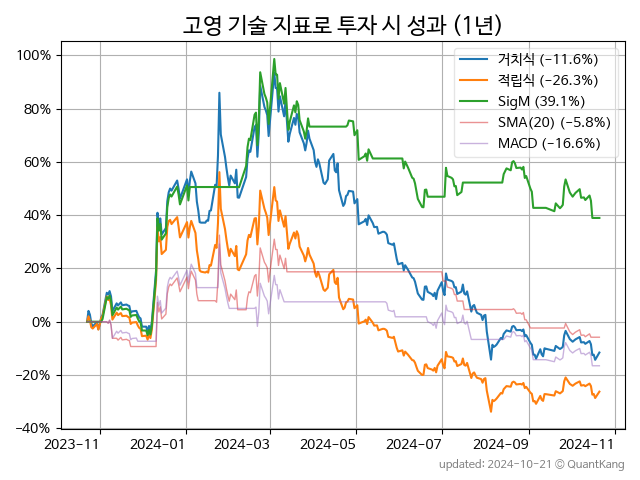 고영 기술 지표로 투자 시 성과 (1년)
거치식 (−11.6%)
적립식 (−26.3%)
SigM (39.1%)
SMA(20) (−5.8%)
MACD (−16.6%)
100%
80%
60%
40%
20%
0%
−20%
−40%
2023-11 2024-01 2024-03 2024-05 2024-07 2024-09 2024-11
updated: 2024-10-21 © QuantKang